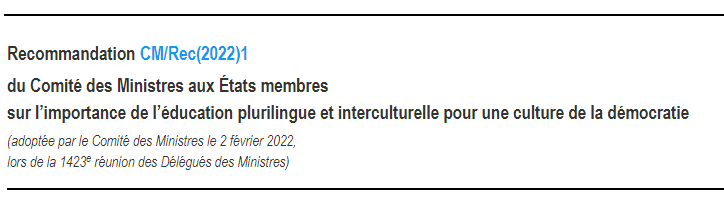 Recommandation CM/Rec(2022)1
du Comité des Ministres aux États membres
sur l’importance de l’éducation plurilingue et interculturelle pour une culture de la démocratie
(adoptée par le Comité des Ministres le 2 février 2022,
lors de la 1423e réunion des Délégués des Ministres)